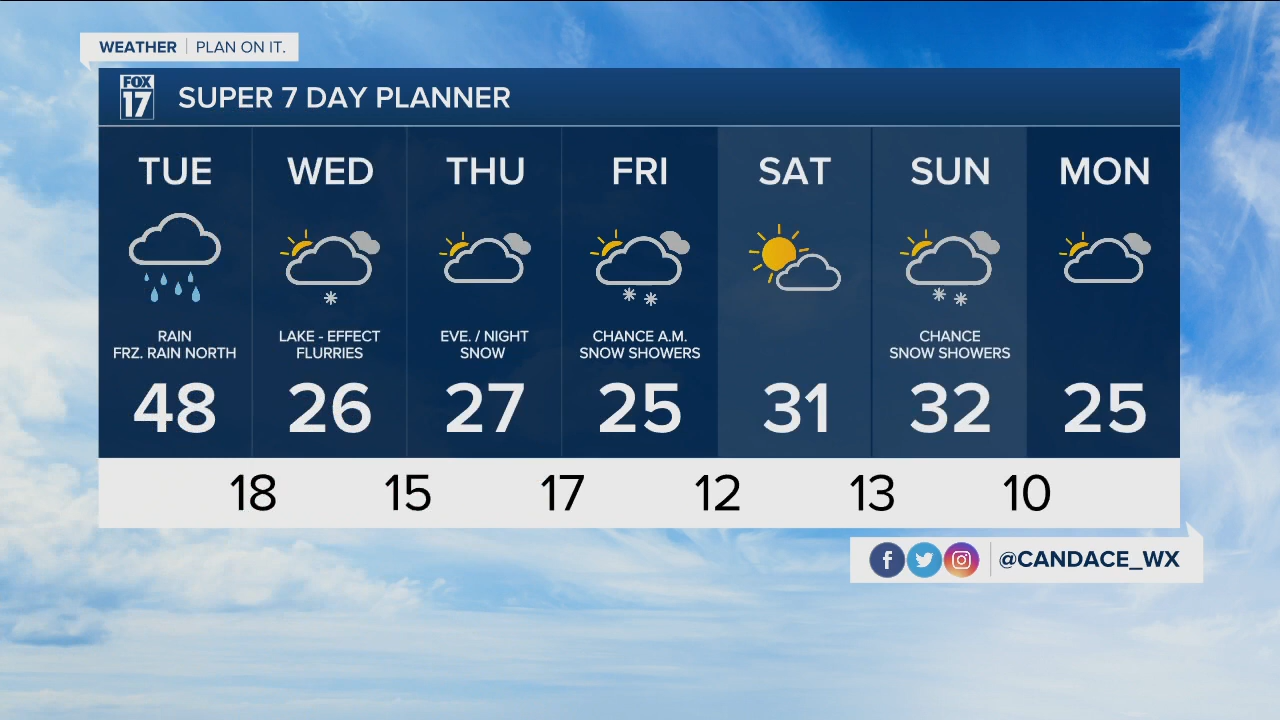 WEATHER PLAN ON IT.
FOX
17
SUPER 7 DAY PLANNER
TUE WED THU FRI SAT SUN MON
RAIN
FRZ. RAIN NORTH
LAKE - EFFECT
FLURRIES
EVE. / NIGHT
SNOW
CHANCE A.M.
SNOW SHOWERS
CHANCE
SNOW SHOWERS
48 26 27 25 31 32 25
18 15 17 12 13 10
@CANDACE_WX